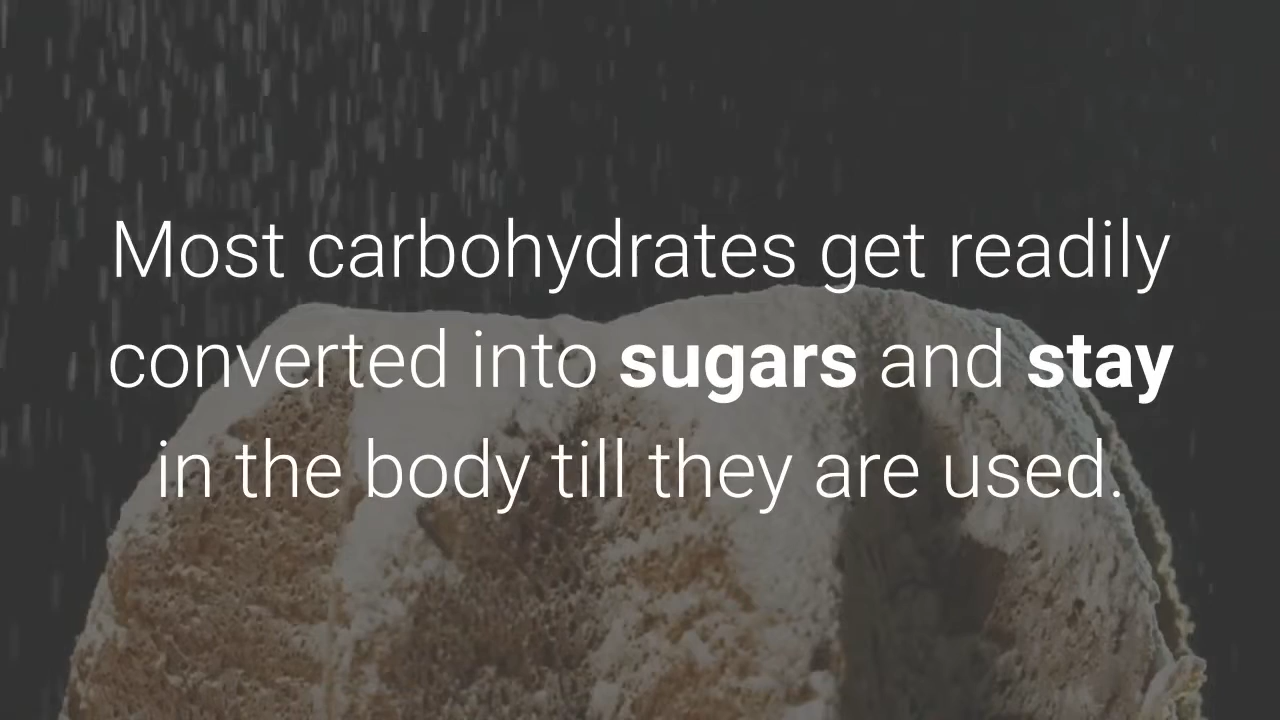 Most carbohydrates get readily
converted into sugars and stay
in the body till they are used.